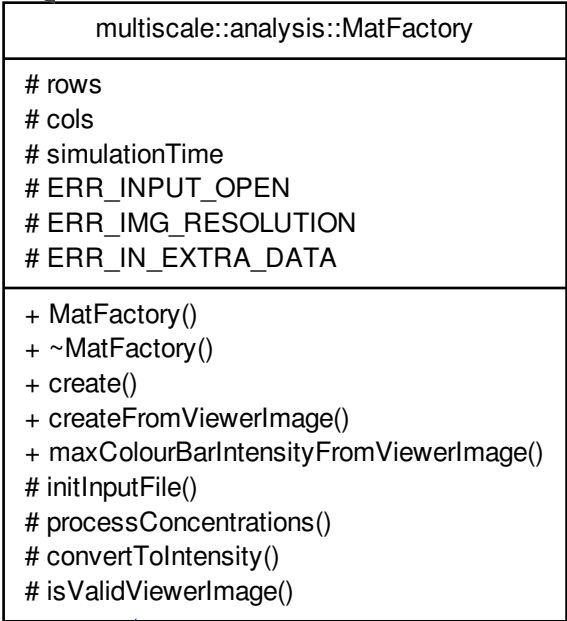 multiscale::analysis::MatFactory
# rows
# cols
# simulationTime
# ERR_INPUT_OPEN
# ERR_IMG_RESOLUTION
# ERR_IN_EXTRA_DATA
+ MatFactory()
+ ~MatFactory()
+ create()
+ createFromViewerImage()
+ maxColourBarIntensityFromViewerImage()
# initInputFile()
# processConcentrations()
# convertToIntensity()
# isValidViewerImage()